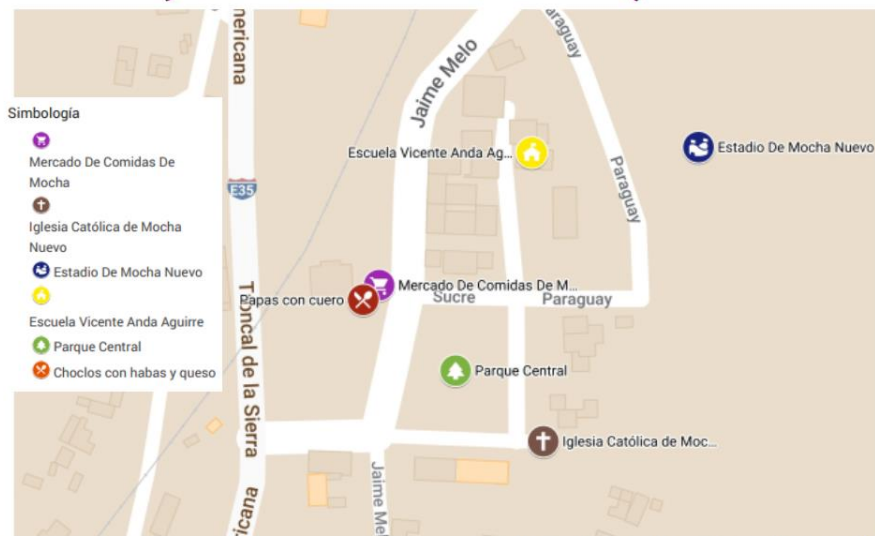 mericana
Jaime Melo
araguay
Simbología
Mercado De Comidas De
Mocha
Iglesia Católica de Mocha
Nuevo
Estadio De Mocha Nuevo
Escuela Vicente Anda Aguirre
Parque Central
Choclos con habas y queso
Escuela Vicente Anda Ag...
Estadio De Mocha Nuevo
Paraguay
E35
Mercado De Comidas De M...
Papas con cuero
Sucre
Paraguay
Troncal de la Sierra
Parque Central
Iglesia Católica de Moc...
Jaime Mel
icana